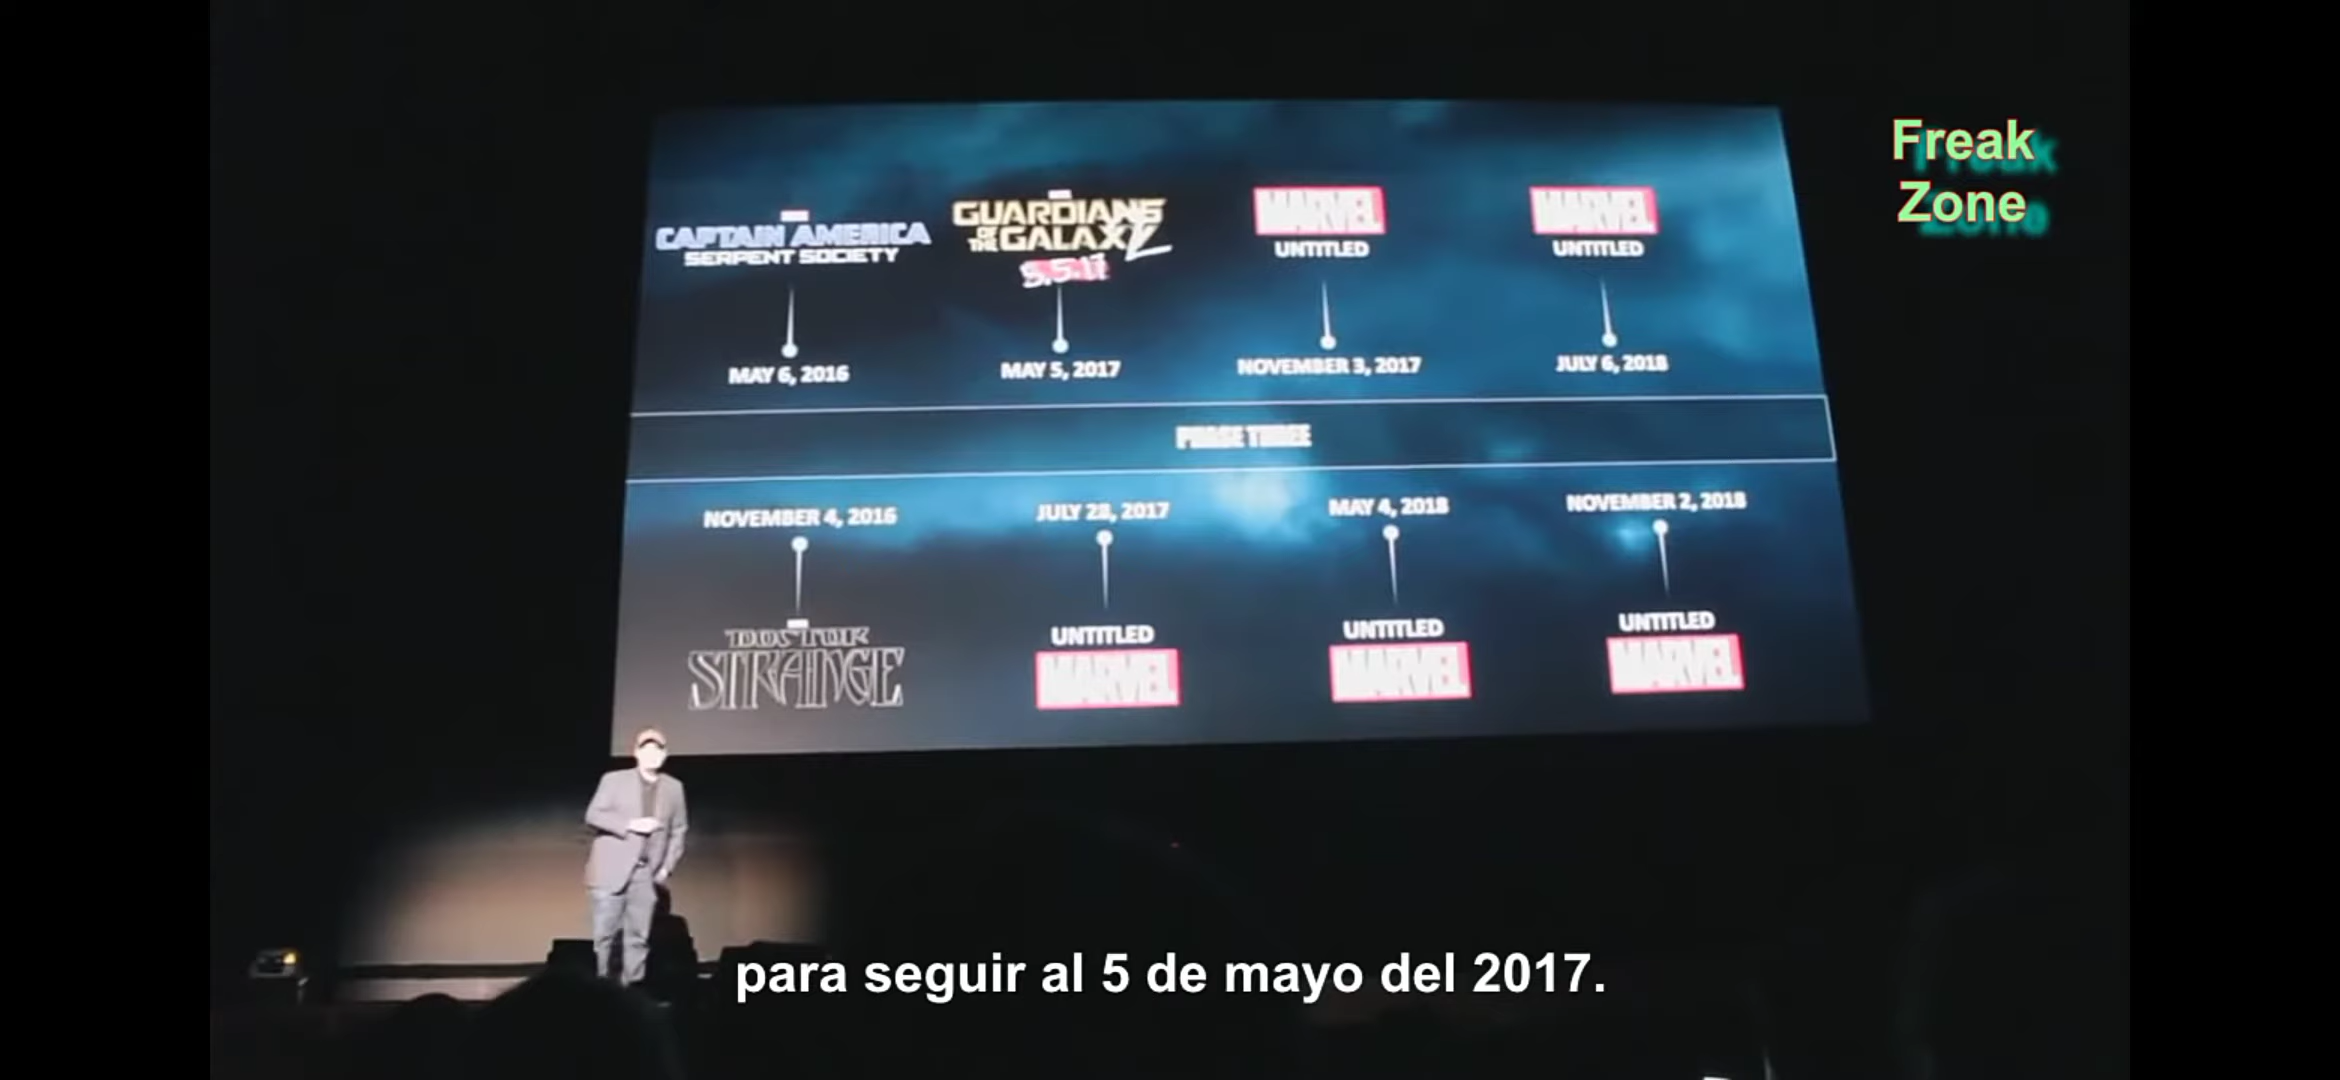 Freak
Zone
CAPTAIN AMERICA
SERPENT SOCIETY
MAY 6, 2016
GUARDIANS
OF THE GALAXY 2
5.5.17
MAY 5, 2017
MARVEL
UNTITLED
NOVEMBER 3, 2017
MARVEL
UNTITLED
JULY 6, 2018
PHASE THREE
NOVEMBER 4, 2016
DOCTOR
STRANGE
JULY 28, 2017
UNTITLED
MARVEL
MAY 4, 2018
UNTITLED
MARVEL
NOVEMBER 2, 2018
UNTITLED
MARVEL
para seguir al 5 de mayo del 2017.